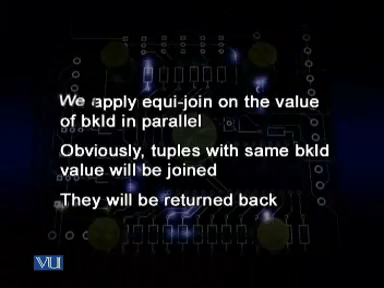 We apply equi-join on the value
of bkId in parallel
Obviously, tuples with same bkId
value will be joined
They will be returned back
VU